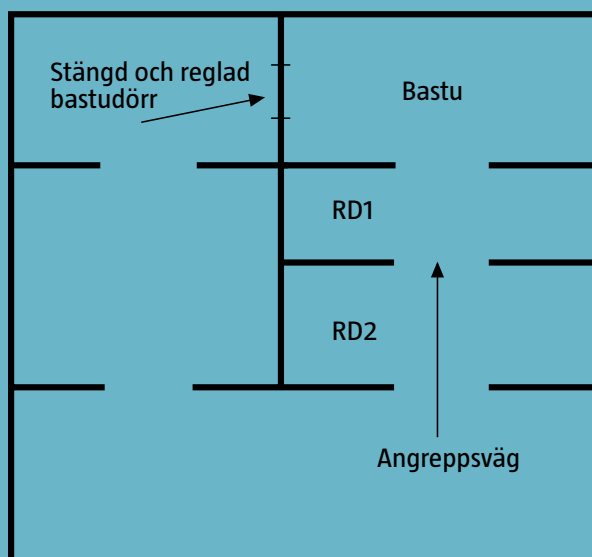 Stängd och reglad
bastudörr
Bastu
RD1
RD2
Angreppsväg